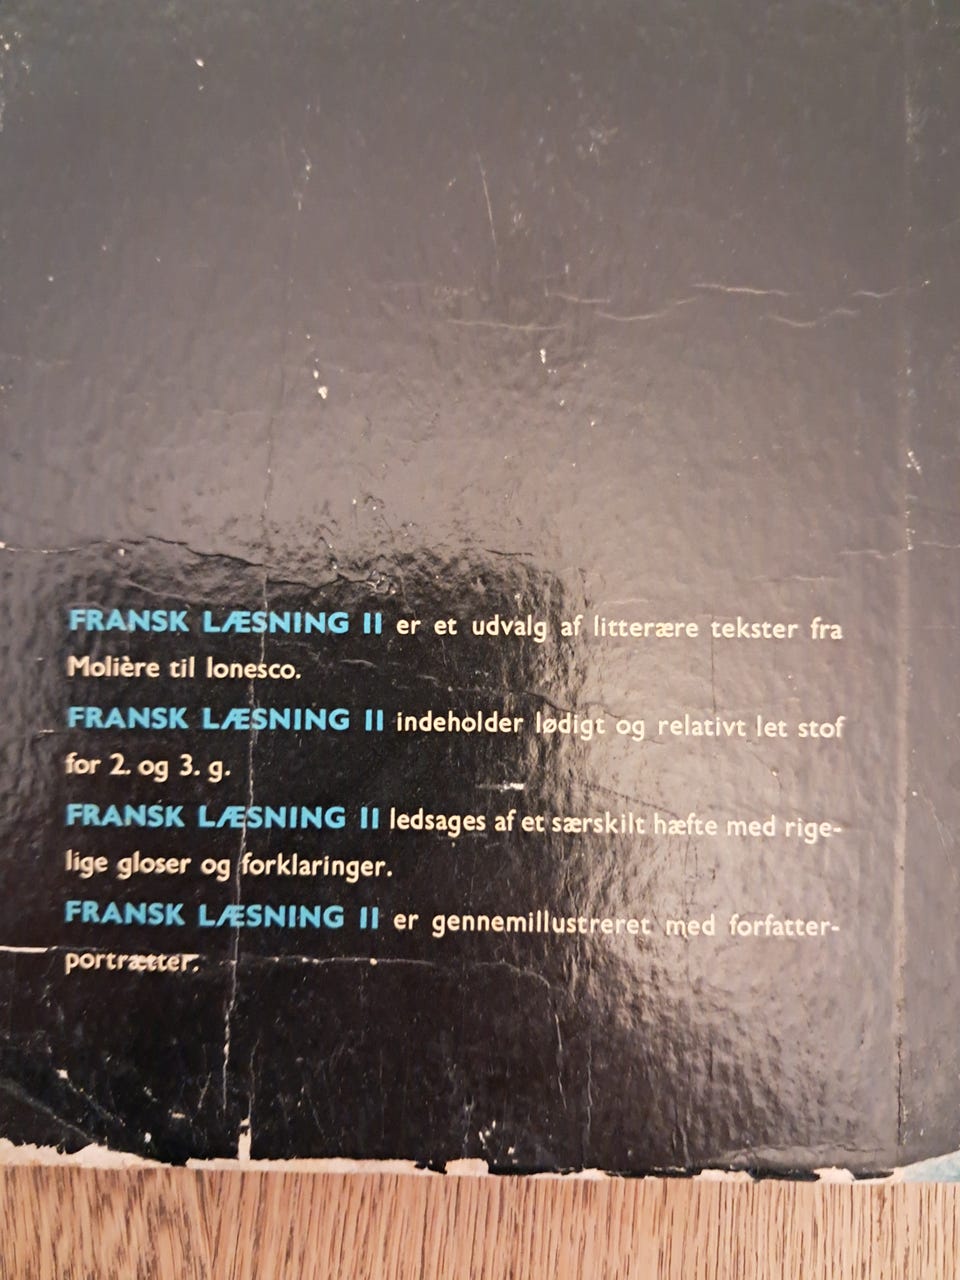 FRANSK LÆSNING II er et udvalg af litterære tekster fra
Molière til Ionesco.
FRANSK LÆSNING II indeholder lødigt og relativt let stof
for 2. og 3. g.
FRANSK LÆSNING II ledsages af et særskilt hæfte med rige-
lige gloser og forklaringer.
FRANSK LÆSNING II er gennemillustreret med forfatter-
portrætter.